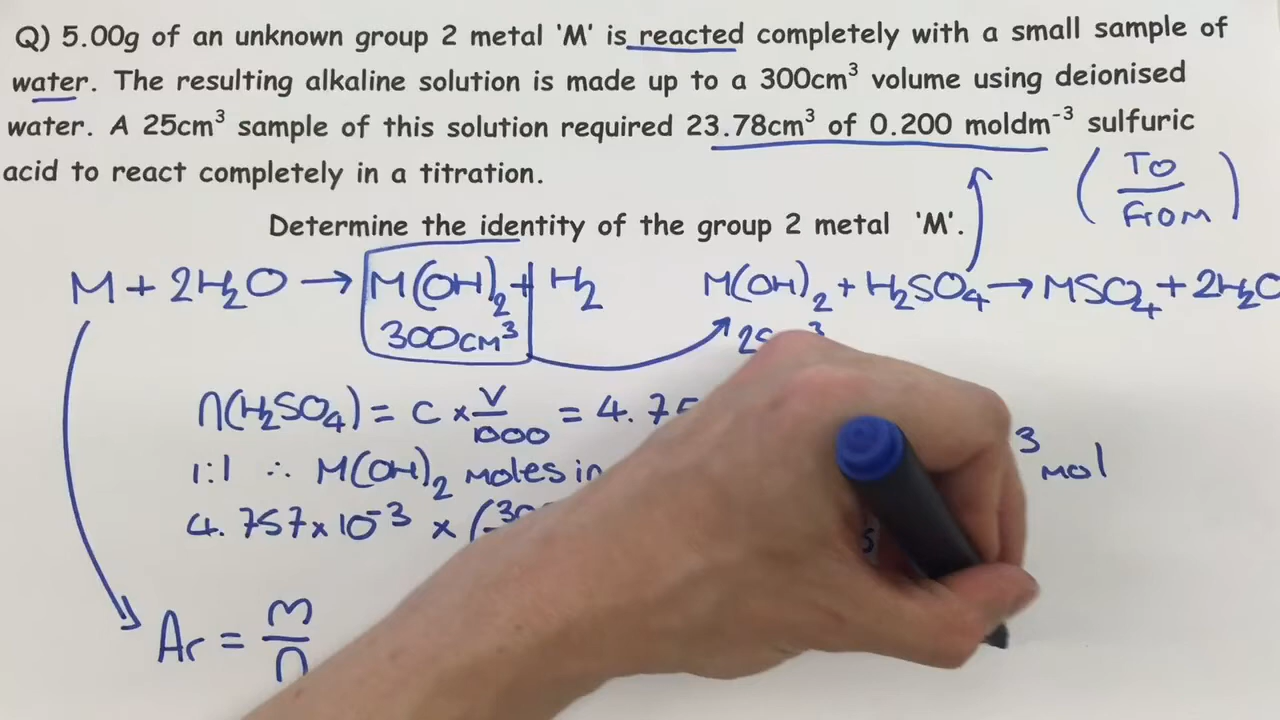 Q) 5.00g of an unknown group 2 metal 'M' is reacted completely with a small sample of
water. The resulting alkaline solution is made up to a 300cm³ volume using deionised
water. A 25cm³ sample of this solution required 23.78cm³ of 0.200 moldm⁻³ sulfuric
acid to react completely in a titration.
(To/From)
Determine the identity of the group 2 metal 'M'.
M + 2H₂O → M(OH)₂ + H₂ M(OH)₂ + H₂SO₄ → MSO₄ + 2H₂O
300cm³
n(H₂SO₄) = C × V/1000 = 4.75
1:1 ∴ M(OH)₂ moles in 3 mol
4.757×10⁻³ × (
Ar = m/n